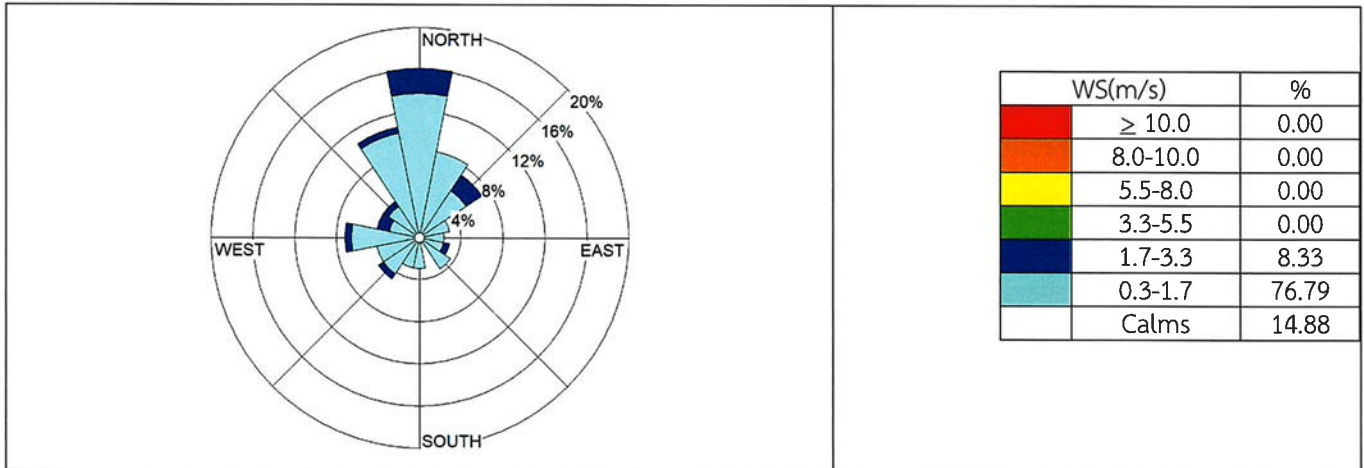 NORTH
20%
16%
12%
8%
4%
WEST
EAST
SOUTH
WS(m/s) %
≥ 10.0 0.00
8.0-10.0 0.00
5.5-8.0 0.00
3.3-5.5 0.00
1.7-3.3 8.33
0.3-1.7 76.79
Calms 14.88